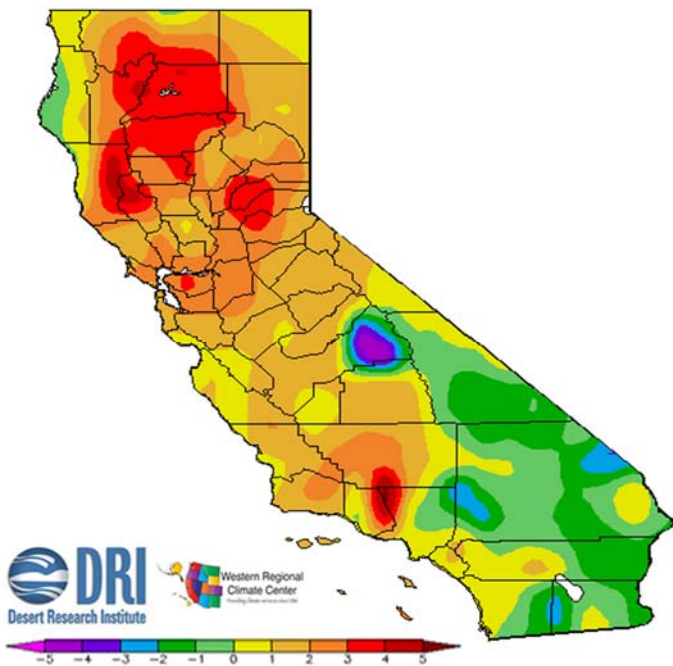 DRI
Desert Research Institute
Western Regional
Climate Center
-5 -4 -3 -2 -1 0 1 2 3 4 5